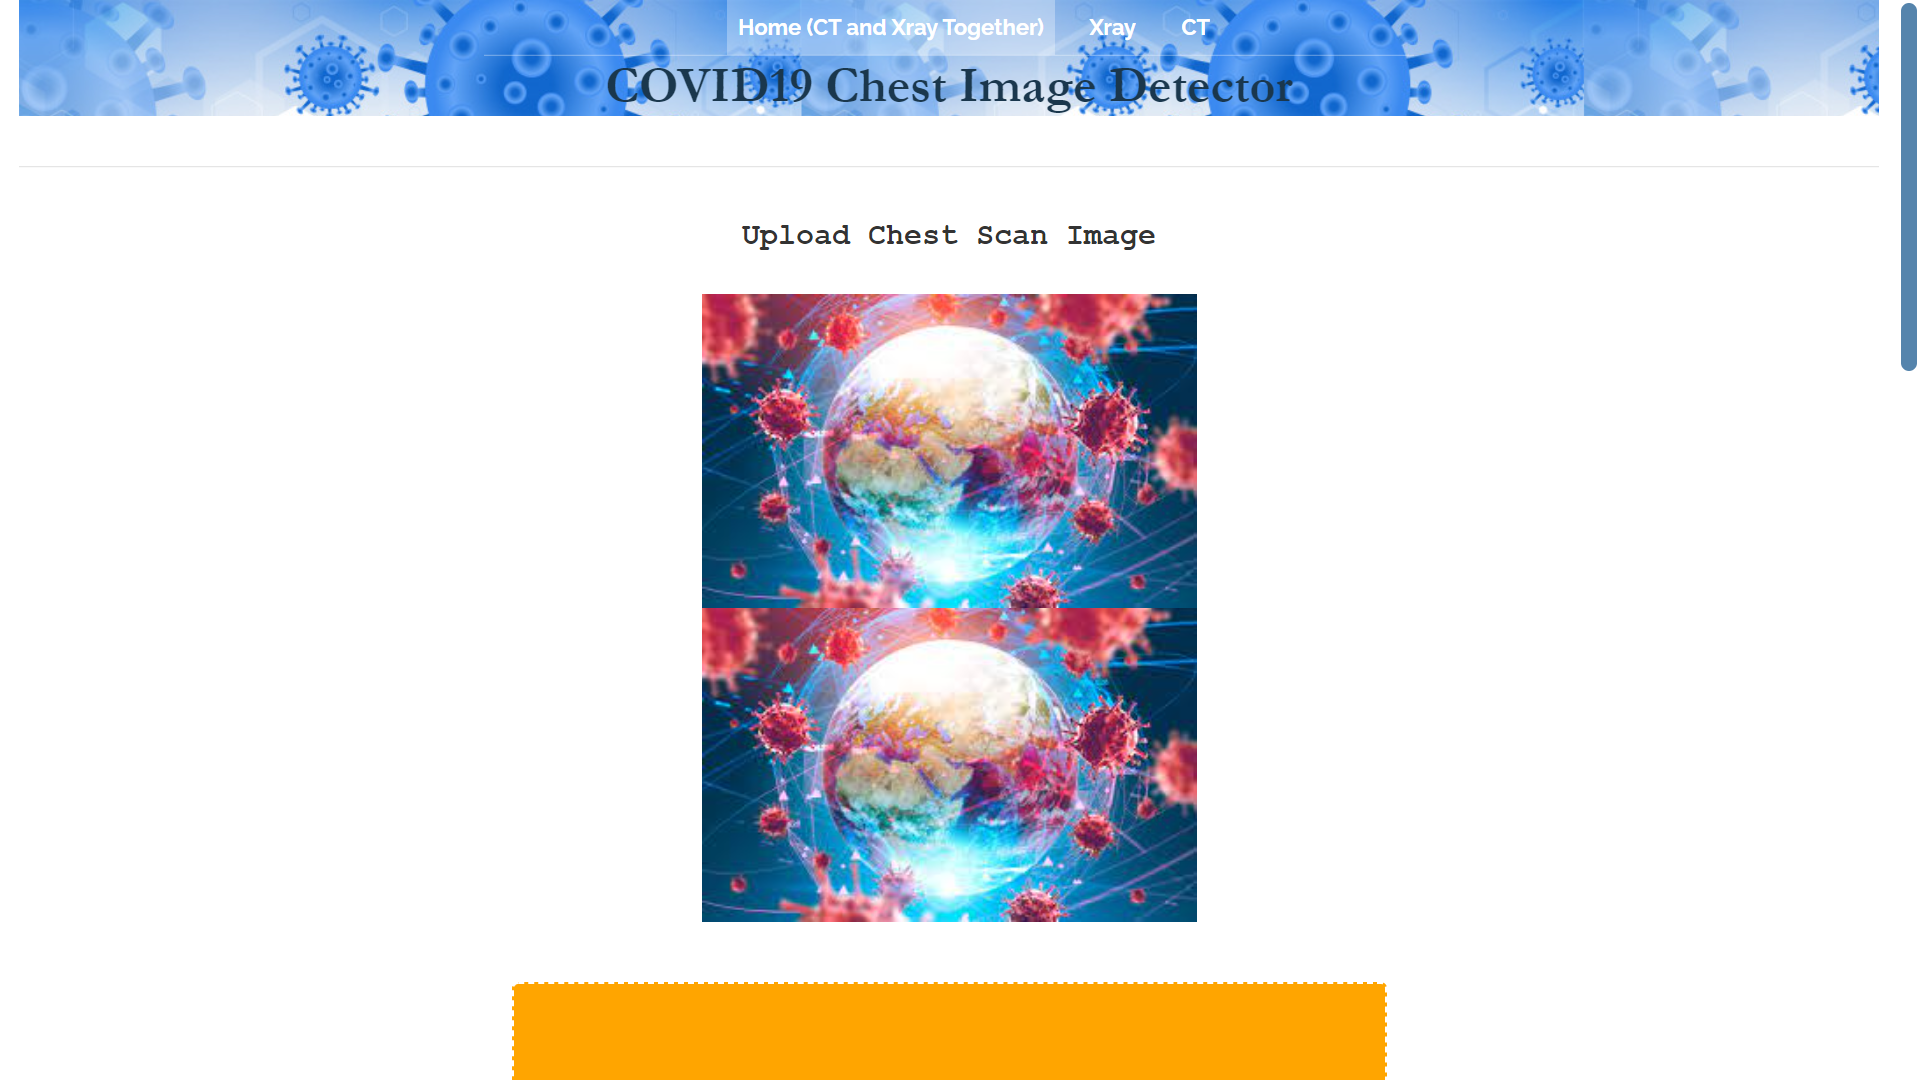 Home (CT and Xray Together) Xray CT
COVID19 Chest Image Detector
Upload Chest Scan Image